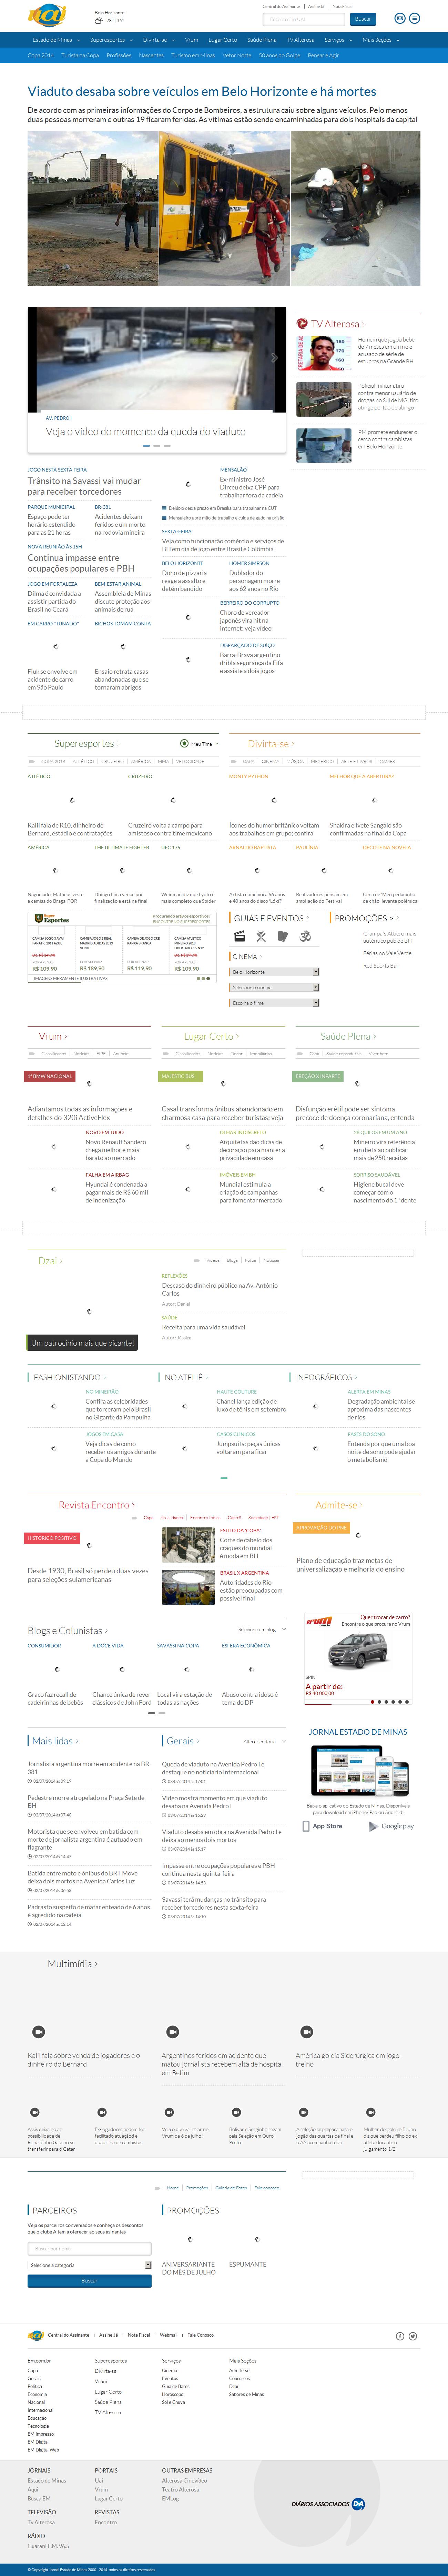 uai
Belo Horizonte
28° | 13°
Central do Assinante | Assine Já | Nota Fiscal
Buscar
Estado de Minas Superesportes Divirta-se Vrum Lugar Certo Saúde Plena TV Alterosa Serviços Mais Seções
Copa 2014 Turista na Copa Profissões Nascentes Turismo em Minas Vetor Norte 50 anos do Golpe Pensar e Agir
Viaduto desaba sobre veículos em Belo Horizonte e há mortes
De acordo com as primeiras informações do Corpo de Bombeiros, a estrutura caiu sobre alguns veículos. Pelo menos
duas pessoas morreram e outras 19 ficaram feridas. As vítimas estão sendo encaminhadas para dois hospitais da capital
AV. PEDRO I
Veja o vídeo do momento da queda do viaduto
TV Alterosa
Homem que jogou bebê
de 7 meses em um rio é
acusado de série de
estupros na Grande BH
Policial militar atira
contra menor usuário de
drogas no Sul de MG; tiro
atinge portão de abrigo
PM promete endurecer o
cerco contra cambistas
em Belo Horizonte
JOGO NESTA SEXTA-FEIRA
Trânsito na Savassi vai mudar
para receber torcedores
PARQUE MUNICIPAL
Espaço pode ter
horário estendido
para as 21 horas
BR-381
Acidentes deixam
feridos e um morto
na rodovia mineira
NOVA REUNIÃO ÀS 15H
Continua impasse entre
ocupações populares e PBH
JOGO EM FORTALEZA
Dilma é convidada a
assistir partida do
Brasil no Ceará
BEM-ESTAR ANIMAL
Assembleia de Minas
discute proteção aos
animais de rua
EM CARRO "TUNADO"
Fiuk se envolve em
acidente de carro
em São Paulo
BICHOS TOMAM CONTA
Ensaio retrata casas
abandonadas que se
tornaram abrigos
MENSALÃO
Ex-ministro José
Dirceu deixa CPP para
trabalhar fora da cadeia
Delúbio deixa prisão em Brasília para trabalhar na CUT
Mensaleiro abre mão de trabalho e custa de gado na prisão
SEXTA-FEIRA
Veja como funcionarão comércio e serviços de
BH em dia de jogo entre Brasil e Colômbia
BELO HORIZONTE
Dono de pizzaria
reage a assalto e
detém bandido
HOMER SIMPSON
Dublador do
personagem morre
aos 62 anos no Rio
BERREIRO DO CORRUPTO
Choro de vereador
japonês vira hit na
internet; veja vídeo
DISFARÇADO DE SUÍÇO
Barra-Brava argentino
dribla segurança da Fifa
e assiste a dois jogos
Superesportes
Meu Time
COPA 2014 | ATLÉTICO | CRUZEIRO | AMÉRICA | MMA | VELOCIDADE
ATLÉTICO
Kalil fala de R10, dinheiro de
Bernard, estádio e contratações
CRUZEIRO
Cruzeiro volta a campo para
amistoso contra time mexicano
AMÉRICA
Negociado, Matheus veste
a camisa do Braga-POR
THE ULTIMATE FIGHTER
Thiago Lima vence por
finalização e está na final
UFC 175
Weidman diz que Lyoto é
mais completo que Spider
Divirta-se
CAPA | CINEMA | MÚSICA | MEXERICO | ARTE E LIVROS | GAMES
MONTY PYTHON
Ícones do humor britânico voltam
aos trabalhos em grupo; confira
MELHOR QUE A ABERTURA?
Shakira e Ivete Sangalo são
confirmadas na final da Copa
ARNALDO BAPTISTA
Artista comemora 66 anos
e 40 anos do disco 'Lóki?'
PAULÍNIA
Realizadores pensam em
ampliação do Festival
DECOTE NA NOVELA
Cena de 'Meu pedacinho
de chão' levanta polêmica
GUIAS E EVENTOS
CINEMA
Belo Horizonte
Selecione o cinema
Escolha o filme
PROMOÇÕES >
Grampa's Attic: o mais
autêntico pub de BH
Férias no Vale Verde
Red Sports Bar
R$ 109,90
R$ 189,90
R$ 119,90
R$ 109,90
IMAGENS MERAMENTE ILUSTRATIVAS
Vrum
Classificados | Notícias | FIPE | Anuncie
1º BMW NACIONAL
Adiantamos todas as informações e
detalhes do 320i ActiveFlex
NOVO EM TUDO
Novo Renault Sandero
chega melhor e mais
barato ao mercado
FALHA EM AIRBAG
Hyundai é condenada a
pagar mais de R$ 60 mil
de indenização
Lugar Certo
Classificados | Notícias | Decor | Imobiliárias
MAJESTIC BUS
Casal transforma ônibus abandonado em
charmosa casa para receber turistas; veja
OLHAR INDISCRETO
Arquitetas dão dicas de
decoração para manter a
privacidade em casa
IMÓVEIS EM BH
Mundial estimula a
criação de campanhas
para fomentar mercado
Saúde Plena
Capa | Saúde reprodutiva | Viver bem
EREÇÃO X INFARTE
Disfunção erétil pode ser sintoma
precoce de doença coronariana, entenda
28 QUILOS EM UM ANO
Mineiro vira referência
em dieta ao publicar
mais de 250 receitas
SORRISO SAUDÁVEL
Higiene bucal deve
começar com o
nascimento do 1º dente
Dzai
Vídeos | Blogs | Fotos | Notícias
Um patrocínio mais que picante!
REFLEXÕES
Descaso do dinheiro público na Av. Antônio
Carlos
Autor: Daniel
SAÚDE
Receita para uma vida saudável
Autor: Jéssica
FASHIONISTANDO
NO MINEIRÃO
Confira as celebridades
que torceram pelo Brasil
no Gigante da Pampulha
JOGOS EM CASA
Veja dicas de como
receber os amigos durante
a Copa do Mundo
NO ATELIÊ
HAUTE COUTURE
Chanel lança edição de
luxo de tênis em setembro
CASOS CLÍNICOS
Jumpsuits: peças únicas
voltaram para ficar
INFOGRÁFICOS
ALERTA EM MINAS
Degradação ambiental se
aproxima das nascentes
de rios
FASES DO SONO
Entenda por que uma boa
noite de sono pode ajudar
o metabolismo
Revista Encontro
Capa | Atualidades | Encontro Indica | Gastrô | Sociedade | HIT
HISTÓRICO POSITIVO
Desde 1930, Brasil só perdeu duas vezes
para seleções sulamericanas
ESTILO DA 'COPA'
Corte de cabelo dos
craques do mundial
é moda em BH
BRASIL X ARGENTINA
Autoridades do Rio
estão preocupadas com
possível final
Admite-se
APROVAÇÃO DO PNE
Plano de educação traz metas de
universalização e melhoria do ensino
Blogs e Colunistas
Selecione um blog
CONSUMIDOR
Graco faz recall de
cadeirinhas de bebês
A DOCE VIDA
Chance única de rever
clássicos de John Ford
SAVASSI NA COPA
Local vira estação de
todas as nações
ESFERA ECONÔMICA
Abuso contra idoso é
tema do DP
VRUM
Quer trocar de carro?
Encontre o que procura no Vrum
SPIN
A partir de:
R$ 40.000,00
Mais lidas
Jornalista argentina morre em acidente na BR-
381
02/07/2014 às 09:29
Pedestre morre atropelado na Praça Sete de
BH
02/07/2014 às 07:40
Motorista que se envolveu em batida com
morte de jornalista argentina é autuado em
flagrante
02/07/2014 às 14:47
Batida entre moto e ônibus do BRT Move
deixa dois mortos na Avenida Carlos Luz
02/07/2014 às 06:58
Padrasto suspeito de matar enteado de 6 anos
é agredido na cadeia
02/07/2014 às 12:14
Gerais
Alterar editoria
Queda de viaduto na Avenida Pedro I é
destaque no noticiário internacional
03/07/2014 às 17:01
Vídeo mostra momento em que viaduto
desaba na Avenida Pedro I
03/07/2014 às 16:29
Viaduto desaba em obra na Avenida Pedro I e
deixa ao menos dois mortos
03/07/2014 às 15:17
Impasse entre ocupações populares e PBH
continua nesta quinta-feira
03/07/2014 às 14:53
Savassi terá mudanças no trânsito para
receber torcedores nesta sexta-feira
03/07/2014 às 14:10
JORNAL ESTADO DE MINAS
Baixe o aplicativo do Estado de Minas. Disponíveis
para download em iPhone/iPad ou Android:
App Store
Google play
Multimídia
Kalil fala sobre venda de jogadores e o
dinheiro do Bernard
Argentinos feridos em acidente que
matou jornalista recebem alta de hospital
em Betim
América goleia Siderúrgica em jogo-
treino
Assis deixa no ar
possibilidade de
Ronaldinho Gaúcho se
transferir para o Catar
Ex-jogadores podem ter
facilitado atuação e
quadrilha de cambistas
Veja o que vai rolar no
Vrum de 6 de julho!
Bolívar e Serginho rezam
pela Seleção em Ouro
Preto
A seleção se prepara para o
jogão das quartas de final e
o AA acompanha tudo
Mulher do goleiro Bruno
diz que perdeu filho do ex-
atleta durante o
julgamento 1/2
Home | Promoções | Galeria de Fotos | Fale conosco
PARCEIROS
Veja os parceiros conveniados e conheça os descontos
que o clube A tem a oferecer ao seus assinantes
Buscar por nome
Selecione a categoria
Buscar
PROMOÇÕES
ANIVERSARIANTE
DO MÊS DE JULHO
ESPUMANTE
uai
Central do Assinante | Assine Já | Nota Fiscal | Webmail | Fale Conosco
Em.com.br
Capa
Gerais
Política
Economia
Nacional
Internacional
Educação
Tecnologia
EM Impresso
EM Digital
EM Digital Web
Superesportes
Divirta-se
Vrum
Lugar Certo
Saúde Plena
TV Alterosa
Serviços
Cinema
Eventos
Guia de Bares
Horóscopo
Sol e Chuva
Mais Seções
Admite-se
Concursos
Dzaí
Sabores de Minas
JORNAIS
Estado de Minas
Aqui
Busca EM
TELEVISÃO
Tv Alterosa
RÁDIO
Guarani F.M. 96,5
PORTAIS
Uai
Vrum
Lugar Certo
REVISTAS
Encontro
OUTRAS EMPRESAS
Alterosa Cinevídeo
Teatro Alterosa
EMLog
DIÁRIOS ASSOCIADOS DA
© Copyright Jornal Estado de Minas 2000 - 2014. todos os direitos reservados.